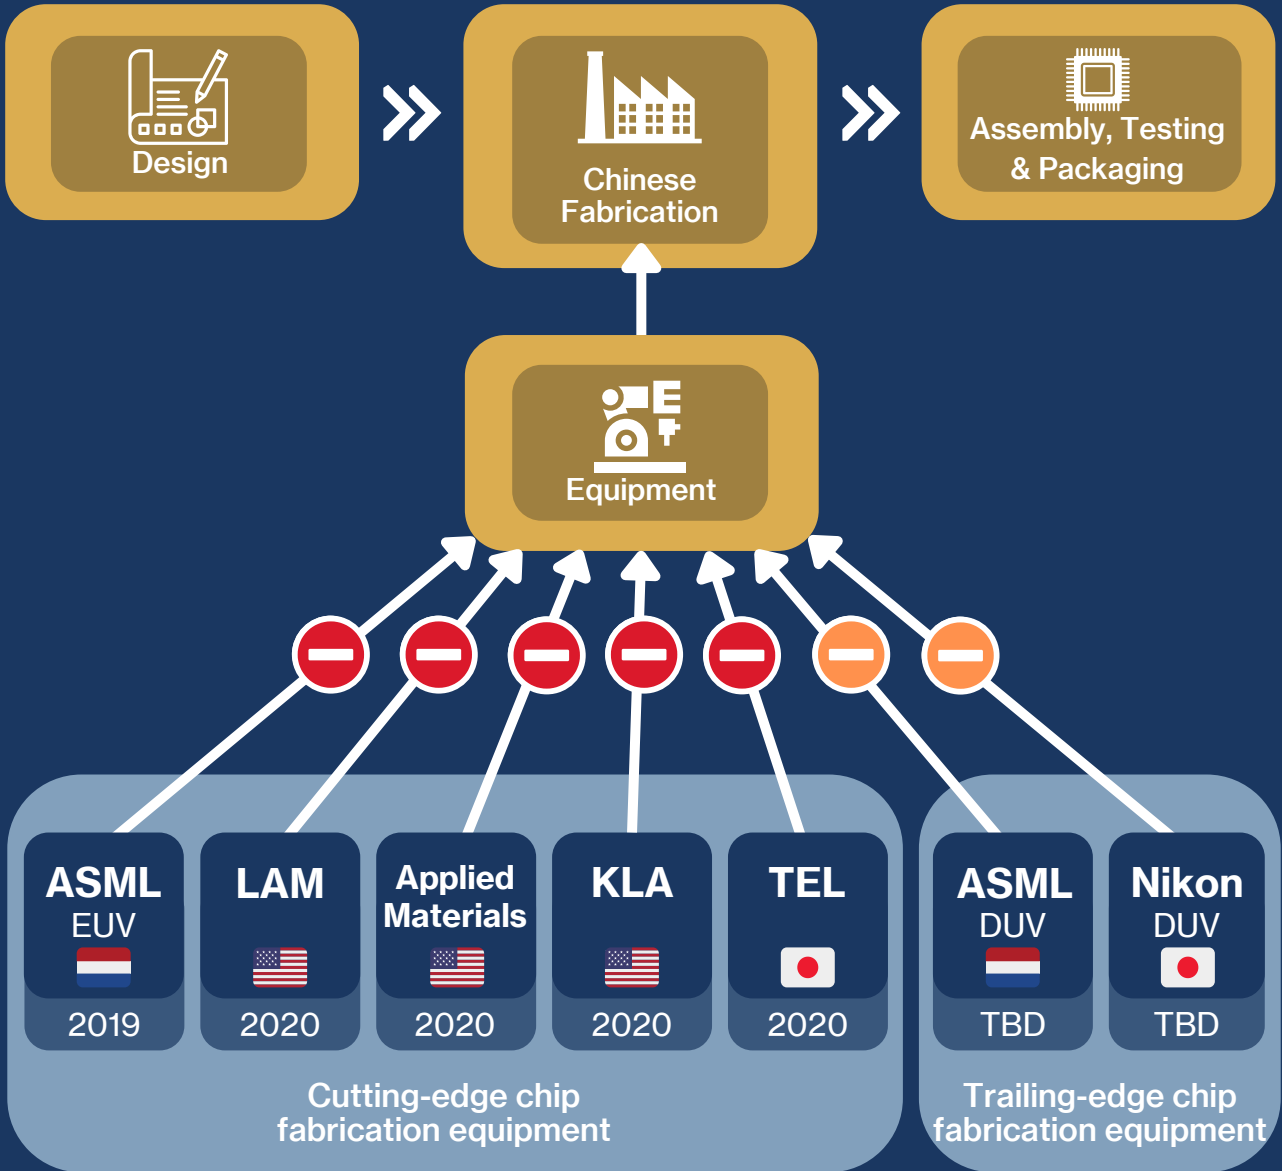 Design
Chinese
Fabrication
Assembly, Testing
& Packaging
Equipment
ASML
EUV
2019
LAM
2020
Applied
Materials
2020
KLA
2020
TEL
2020
ASML
DUV
TBD
Nikon
DUV
TBD
Cutting-edge chip
fabrication equipment
Trailing-edge chip
fabrication equipment